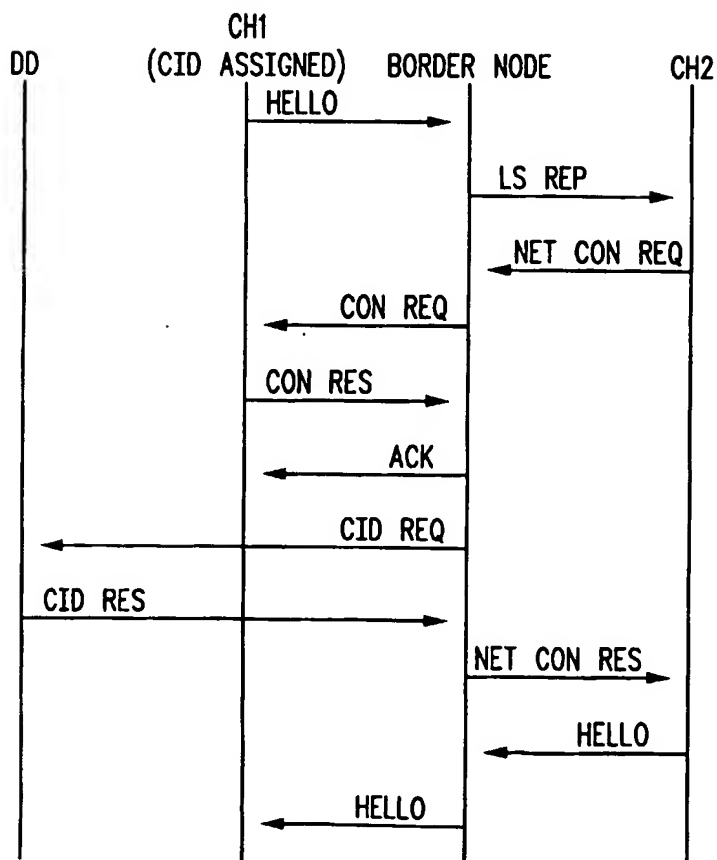 CH1
DD (CID ASSIGNED) BORDER NODE CH2
HELLO
LS REP
NET CON REQ
CON REQ
CON RES
ACK
CID REQ
CID RES
NET CON RES
HELLO
HELLO